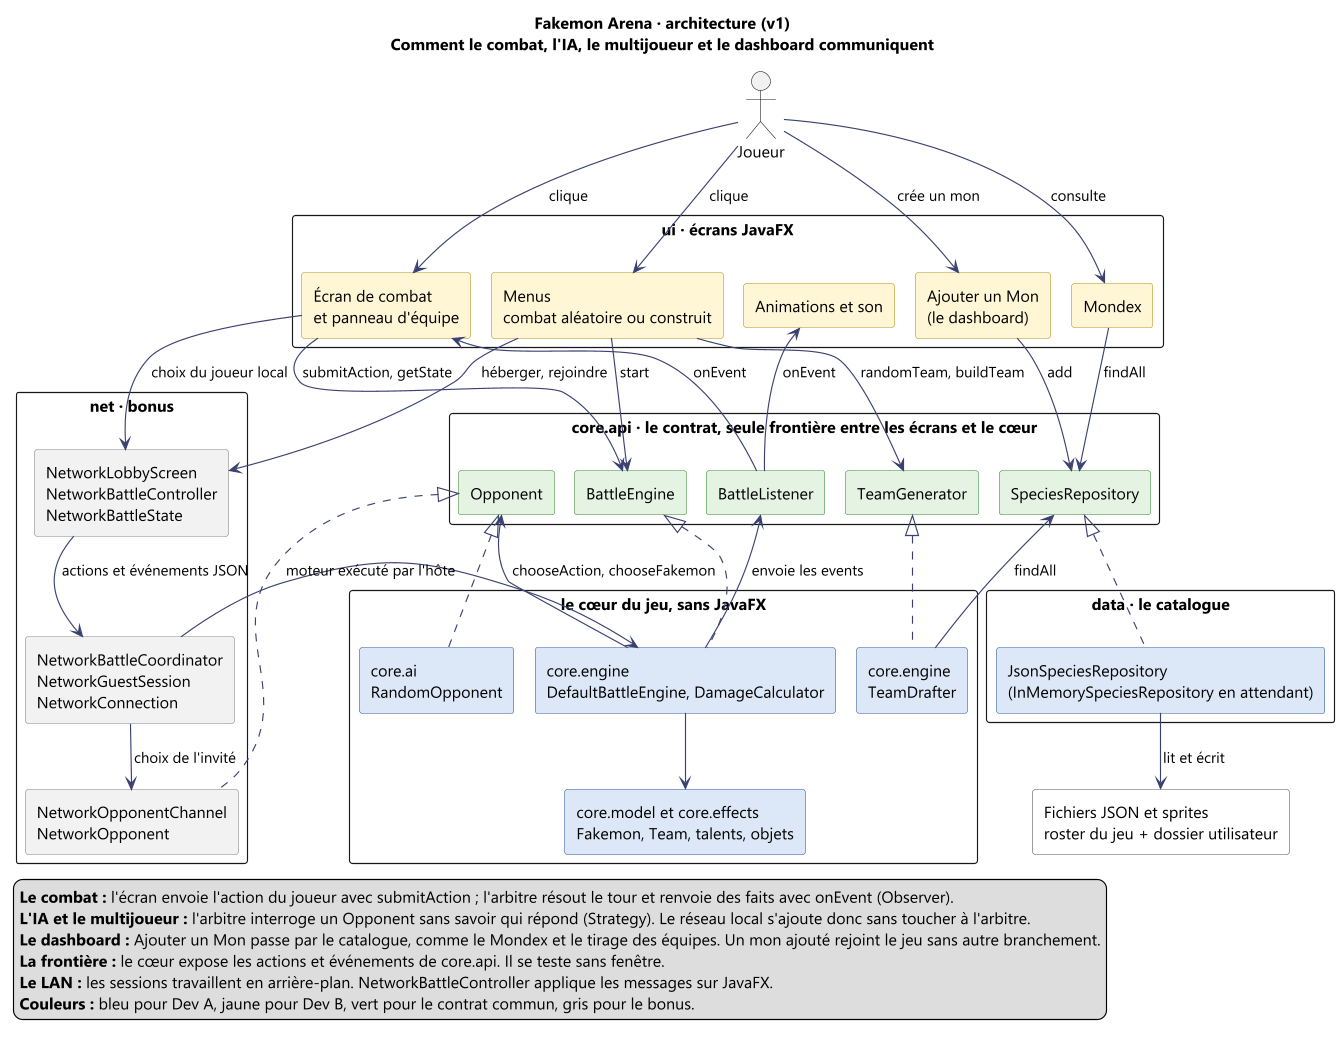 Fakemon Arena · architecture (v1)
Comment le combat, l'IA, le multijoueur et le dashboard communiquent
Joueur
clique
clique
crée un mon
consulte
ui · écrans JavaFX
Écran de combat
et panneau d'équipe
Menus
combat aléatoire ou construit
Animations et son
Ajouter un Mon
(le dashboard)
Mondex
choix du joueur local
submitAction, getState
héberger, rejoindre
start
onEvent
onEvent
randomTeam, buildTeam
add
findAll
net · bonus
core.api · le contrat, seule frontière entre les écrans et le cœur
NetworkLobbyScreen
NetworkBattleController
NetworkBattleState
Opponent
BattleEngine
BattleListener
TeamGenerator
SpeciesRepository
actions et événements JSON
moteur exécuté par l'hôte
chooseAction, chooseFakemon
envoie les events
findAll
le cœur du jeu, sans JavaFX
data · le catalogue
NetworkBattleCoordinator
NetworkGuestSession
NetworkConnection
core.ai
RandomOpponent
core.engine
DefaultBattleEngine, DamageCalculator
core.engine
TeamDrafter
JsonSpeciesRepository
(InMemorySpeciesRepository en attendant)
choix de l'invité
lit et écrit
NetworkOpponentChannel
NetworkOpponent
core.model et core.effects
Fakemon, Team, talents, objets
Fichiers JSON et sprites
roster du jeu + dossier utilisateur
Le combat : l'écran envoie l'action du joueur avec submitAction ; l'arbitre résout le tour et renvoie des faits avec onEvent (Observer).
L'IA et le multijoueur : l'arbitre interroge un Opponent sans savoir qui répond (Strategy). Le réseau local s'ajoute donc sans toucher à l'arbitre.
Le dashboard : Ajouter un Mon passe par le catalogue, comme le Mondex et le tirage des équipes. Un mon ajouté rejoint le jeu sans autre branchement.
La frontière : le cœur expose les actions et événements de core.api. Il se teste sans fenêtre.
Le LAN : les sessions travaillent en arrière-plan. NetworkBattleController applique les messages sur JavaFX.
Couleurs : bleu pour Dev A, jaune pour Dev B, vert pour le contrat commun, gris pour le bonus.